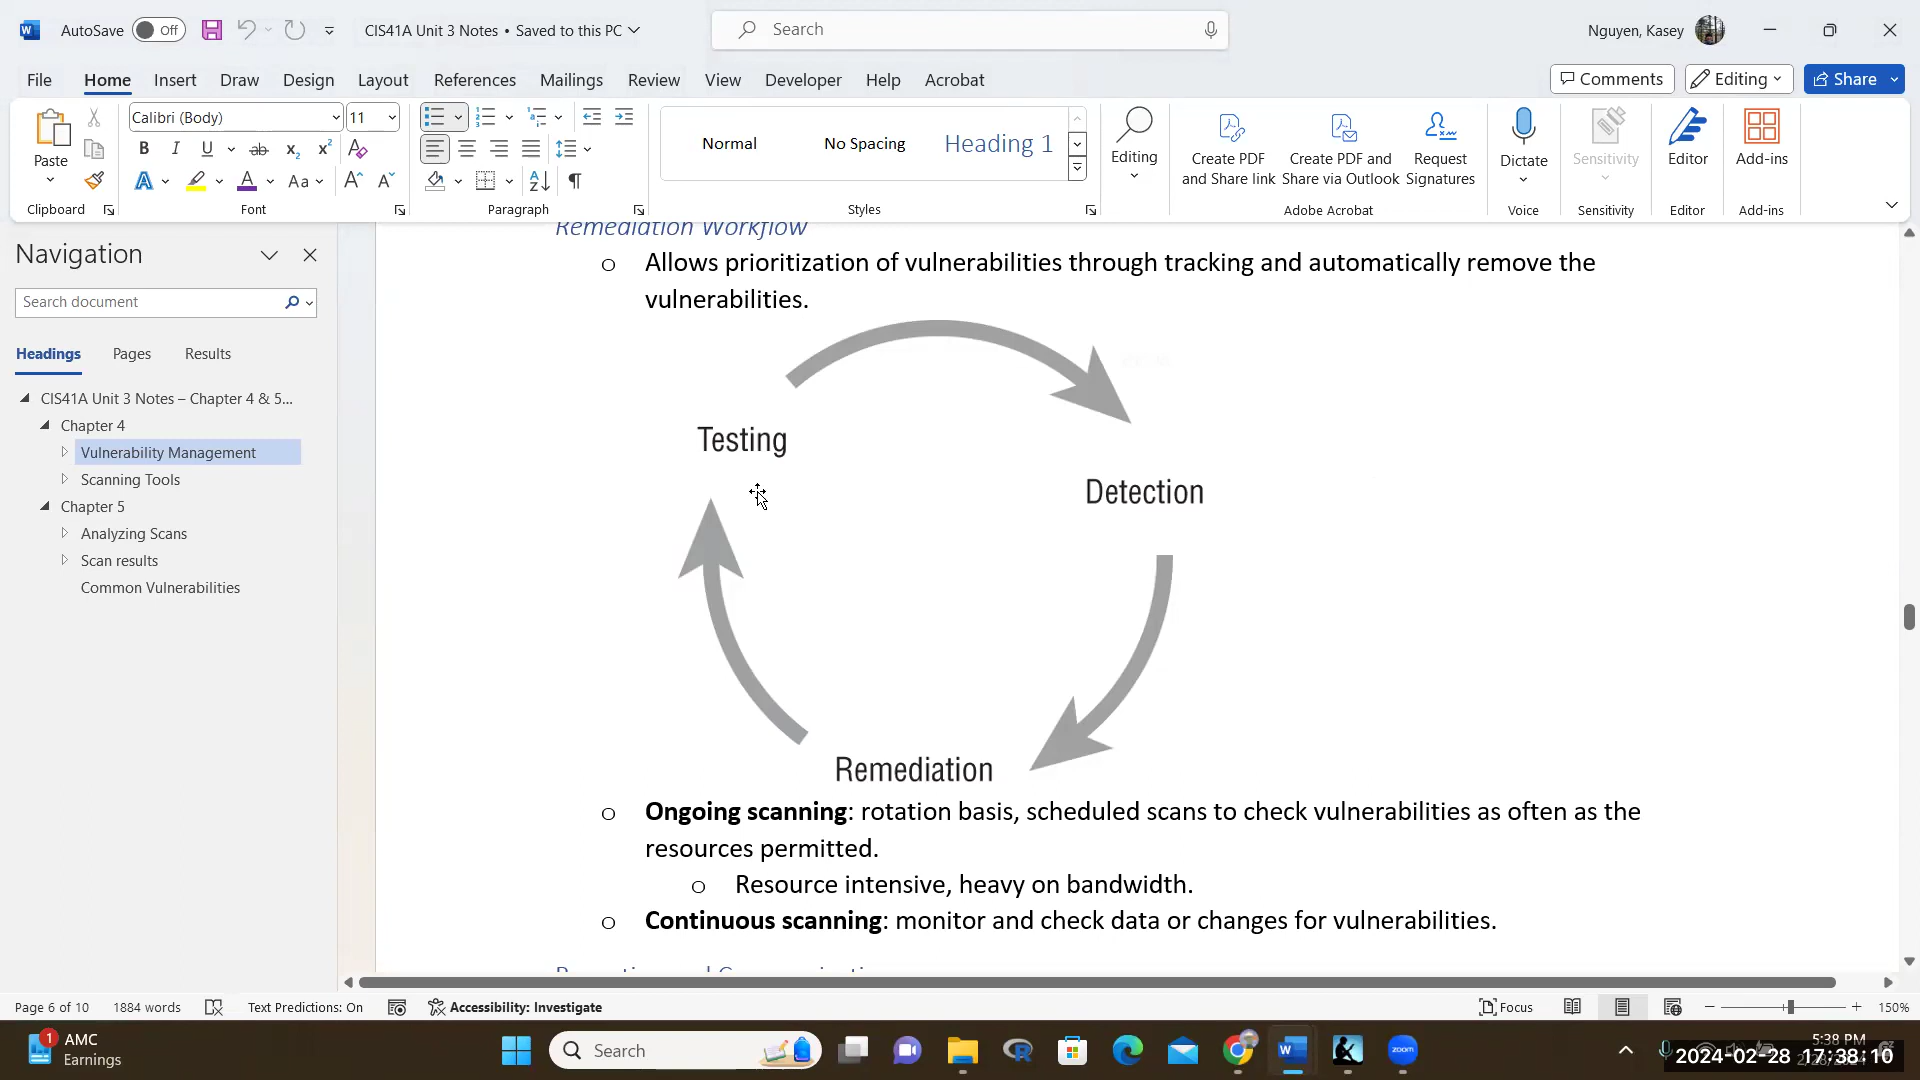 AutoSave Off CIS41A Unit 3 Notes • Saved to this PC Search Nguyen, Kasey
File Home Insert Draw Design Layout References Mailings Review View Developer Help Acrobat Comments Editing Share
Paste
Clipboard
Calibri (Body) 11
Font
Paragraph
Normal No Spacing Heading 1
Styles
Editing
Create PDF
and Share link
Create PDF and
Share via Outlook
Request
Signatures
Adobe Acrobat
Dictate
Voice
Sensitivity
Sensitivity
Editor
Editor
Add-ins
Add-ins
Navigation
Search document
Headings Pages Results
CIS41A Unit 3 Notes – Chapter 4 & 5...
Chapter 4
Vulnerability Management
Scanning Tools
Chapter 5
Analyzing Scans
Scan results
Common Vulnerabilities
Remediation Workflow
o Allows prioritization of vulnerabilities through tracking and automatically remove the
vulnerabilities.
Testing
Detection
Remediation
o Ongoing scanning: rotation basis, scheduled scans to check vulnerabilities as often as the
resources permitted.
o Resource intensive, heavy on bandwidth.
o Continuous scanning: monitor and check data or changes for vulnerabilities.
Page 6 of 10 1884 words Text Predictions: On Accessibility: Investigate Focus 150%
1 AMC
Earnings
Search
zoom
5:38 PM
2024-02-28 17:38:10